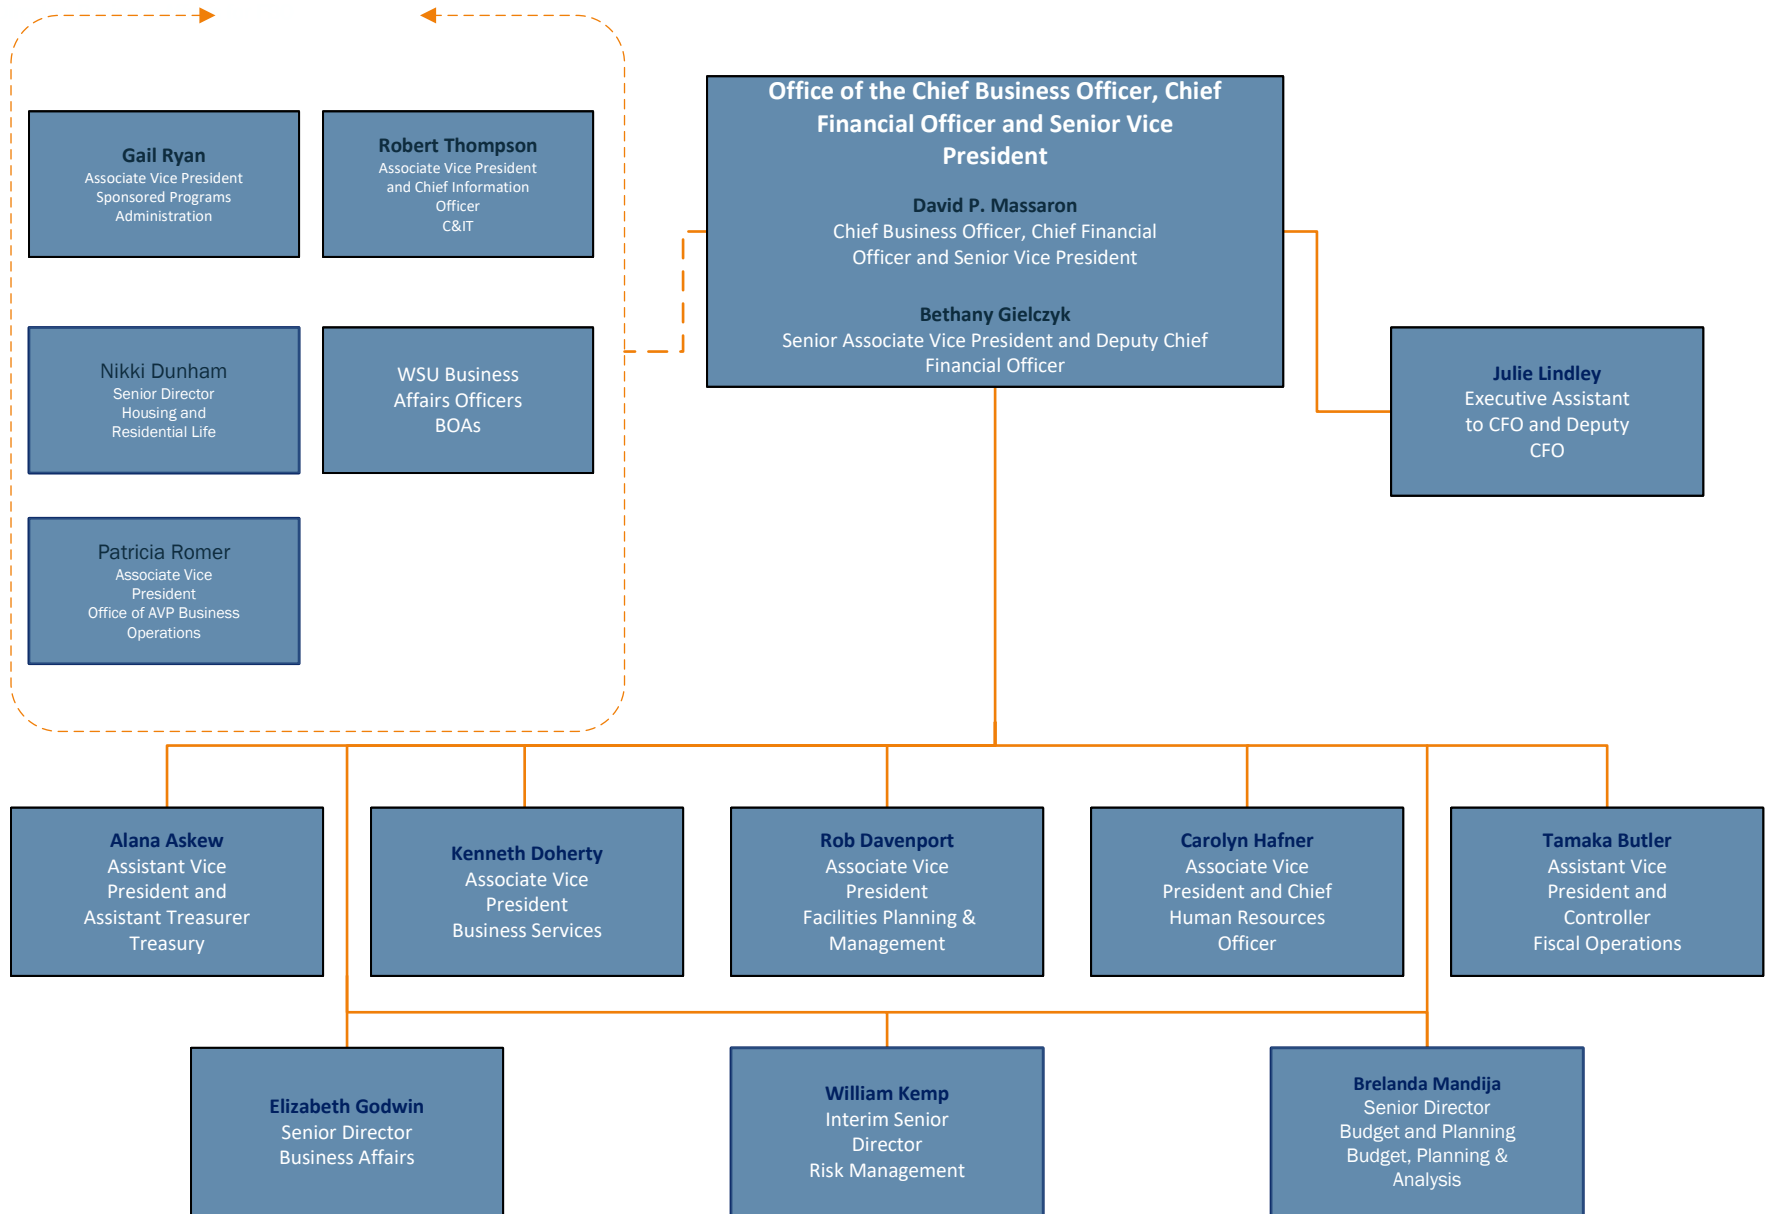 Office of the Chief Business Officer, Chief
Financial Officer and Senior Vice
President
David P. Massaron
Chief Business Officer, Chief Financial
Officer and Senior Vice President
Bethany Gielczyk
Senior Associate Vice President and Deputy Chief
Financial Officer
Gail Ryan
Associate Vice President
Sponsored Programs
Administration
Robert Thompson
Associate Vice President
and Chief Information
Officer
C&IT
Nikki Dunham
Senior Director
Housing and
Residential Life
WSU Business
Affairs Officers
BOAs
Patricia Romer
Associate Vice
President
Office of AVP Business
Operations
Julie Lindley
Executive Assistant
to CFO and Deputy
CFO
Alana Askew
Assistant Vice
President and
Assistant Treasurer
Treasury
Kenneth Doherty
Associate Vice
President
Business Services
Rob Davenport
Associate Vice
President
Facilities Planning &
Management
Carolyn Hafner
Associate Vice
President and Chief
Human Resources
Officer
Tamaka Butler
Assistant Vice
President and
Controller
Fiscal Operations
Elizabeth Godwin
Senior Director
Business Affairs
William Kemp
Interim Senior
Director
Risk Management
Brelanda Mandija
Senior Director
Budget and Planning
Budget, Planning &
Analysis